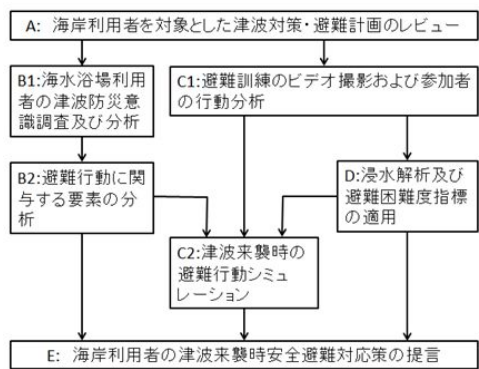 A: 海岸利用者を対象とした津波対策・避難計画のレビュー
B1:海水浴場利用
者の津波防災意
識調査及び分析
C1:避難訓練のビデオ撮影および参加者
の行動分析
B2:避難行動に関
与する要素の分
析
D:浸水解析及び
避難困難度指標
の適用
C2:津波来襲時の
避難行動シミュ
レーション
E: 海岸利用者の津波来襲時安全避難対応策の提言